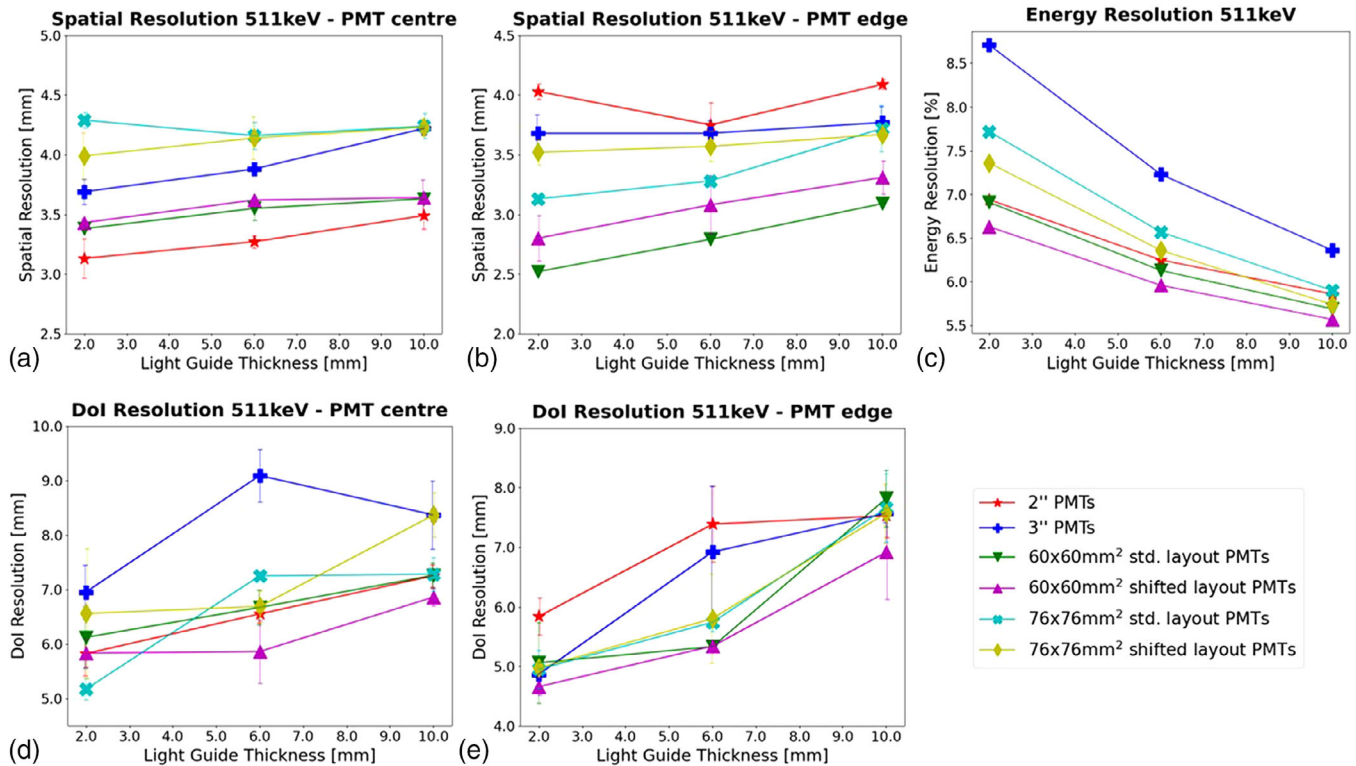 Spatial Resolution 511keV - PMT centre
5.0
4.5
4.0
3.5
3.0
2.5
Spatial Resolution [mm]
2.0 3.0 4.0 5.0 6.0 7.0 8.0 9.0 10.0
Light Guide Thickness [mm]
(a)
Spatial Resolution 511keV - PMT edge
4.5
4.0
3.5
3.0
2.5
2.0
Spatial Resolution [mm]
2.0 3.0 4.0 5.0 6.0 7.0 8.0 9.0 10.0
Light Guide Thickness [mm]
(b)
Energy Resolution 511keV
8.5
8.0
7.5
7.0
6.5
6.0
5.5
Energy Resolution [%]
2.0 3.0 4.0 5.0 6.0 7.0 8.0 9.0 10.0
Light Guide Thickness [mm]
(c)
DoI Resolution 511keV - PMT centre
10.0
9.0
8.0
7.0
6.0
5.0
DoI Resolution [mm]
2.0 3.0 4.0 5.0 6.0 7.0 8.0 9.0 10.0
Light Guide Thickness [mm]
(d)
DoI Resolution 511keV - PMT edge
9.0
8.0
7.0
6.0
5.0
4.0
DoI Resolution [mm]
2.0 3.0 4.0 5.0 6.0 7.0 8.0 9.0 10.0
Light Guide Thickness [mm]
(e)
2'' PMTs
3'' PMTs
60x60mm² std. layout PMTs
60x60mm² shifted layout PMTs
76x76mm² std. layout PMTs
76x76mm² shifted layout PMTs